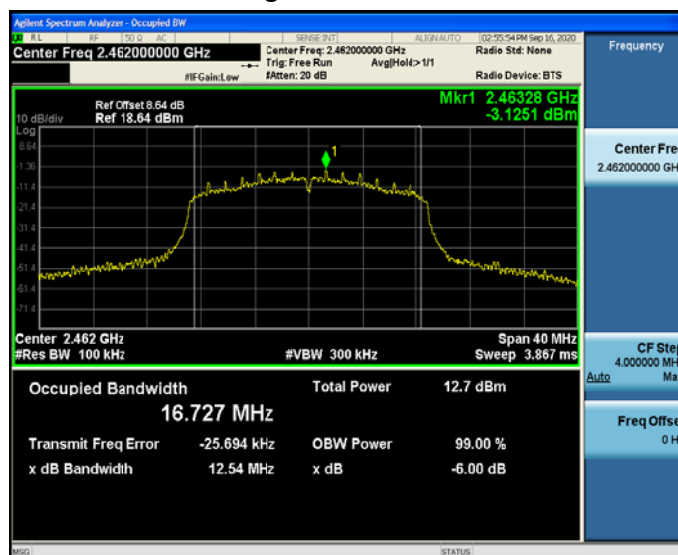 Agilent Spectrum Analyzer - Occupied BW
RL RF 50 Ω AC SENSE:INT ALIGN AUTO 02:55:54 PM Sep 16, 2020
Center Freq 2.462000000 GHz
Center Freq: 2.462000000 GHz Radio Std: None
Trig: Free Run Avg|Hold:>1/1
#IFGain:Low #Atten: 20 dB Radio Device: BTS
Frequency
Ref Offset 8.64 dB Mkr1 2.46328 GHz
10 dB/div Ref 18.64 dBm -3.1251 dBm
Log
8.64
-1.36
-11.4
-21.4
-31.4
-41.4
-51.4
-61.4
-71.4
1
Center Fre
2.462000000 GH
Center 2.462 GHz Span 40 MHz
#Res BW 100 kHz #VBW 300 kHz Sweep 3.867 ms
CF Step
4.000000 MH
Auto Ma
Occupied Bandwidth Total Power 12.7 dBm
16.727 MHz
Freq Offse
0 H
Transmit Freq Error -25.694 kHz OBW Power 99.00 %
x dB Bandwidth 12.54 MHz x dB -6.00 dB
MSG STATUS